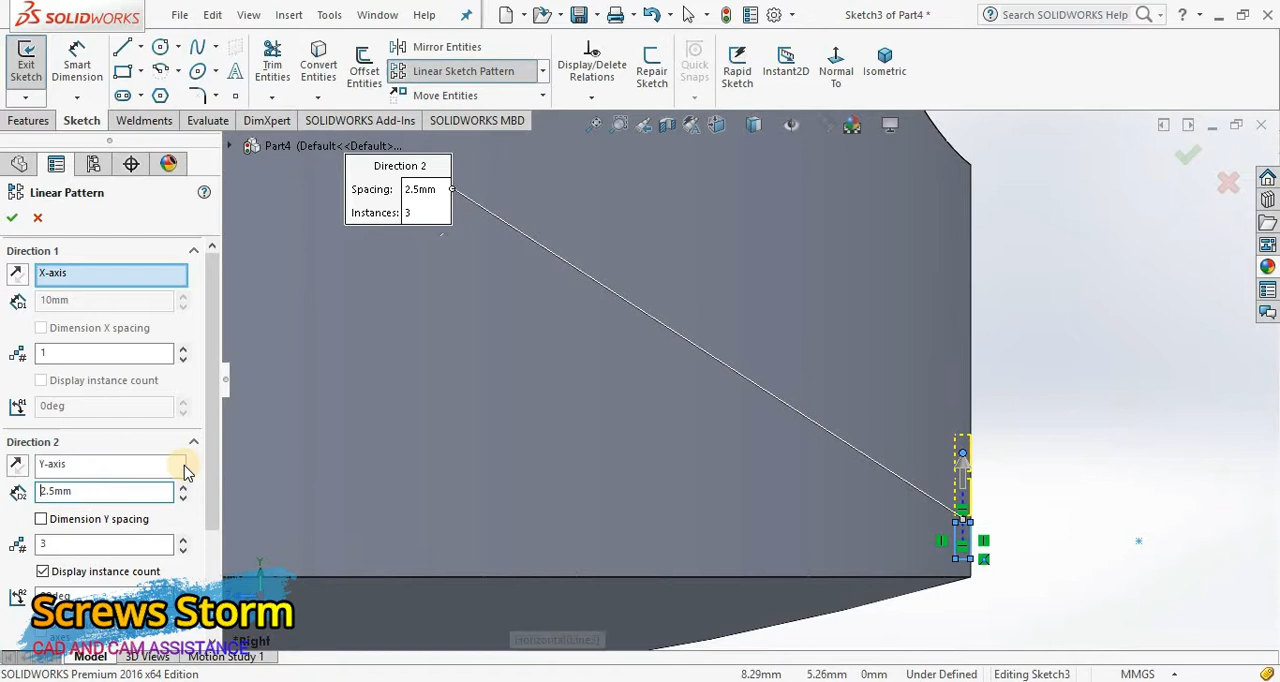 SOLIDWORKS File Edit View Insert Tools Window Help Sketch3 of Part4 * Search SOLIDWORKS Help
Exit Sketch Smart Dimension Trim Entities Convert Entities Offset Entities Mirror Entities Linear Sketch Pattern Move Entities Display/Delete Relations Repair Sketch Quick Snaps Rapid Sketch Instant2D Normal To Isometric
Features Sketch Weldments Evaluate DimXpert SOLIDWORKS Add-Ins SOLIDWORKS MBD
Part4 (Default<<Default>...
Direction 2
Spacing: 2.5mm
Instances: 3
Linear Pattern
Direction 1
X-axis
10mm
Dimension X spacing
1
Display instance count
0deg
Direction 2
Y-axis
2.5mm
Dimension Y spacing
3
Display instance count
Screws Storm
CAD AND CAM ASSISTANCE
axes
Y
*Right
Horizontal(Line3)
Model 3D Views Motion Study 1
SOLIDWORKS Premium 2016 x64 Edition 8.29mm 5.26mm 0mm Under Defined Editing Sketch3 MMGS